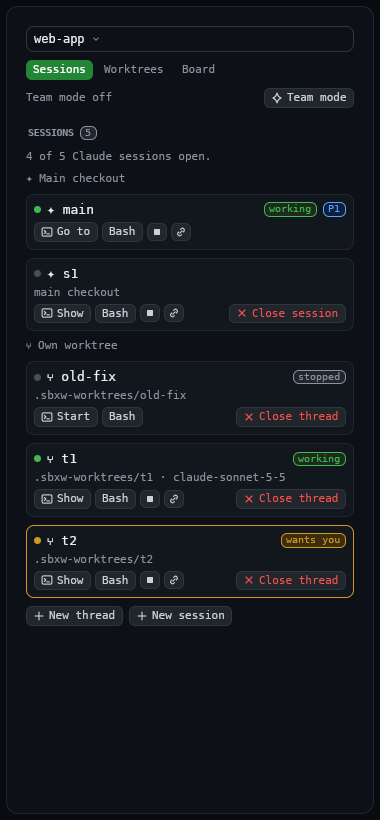 web-app
Sessions Worktrees Board
Team mode off Team mode
SESSIONS 5
4 of 5 Claude sessions open.
Main checkout
main working P1
Go to Bash
s1
main checkout
Show Bash Close session
Own worktree
old-fix stopped
.sbxw-worktrees/old-fix
Start Bash Close thread
t1 working
.sbxw-worktrees/t1 · claude-sonnet-5-5
Show Bash Close thread
t2 wants you
.sbxw-worktrees/t2
Show Bash Close thread
New thread New session